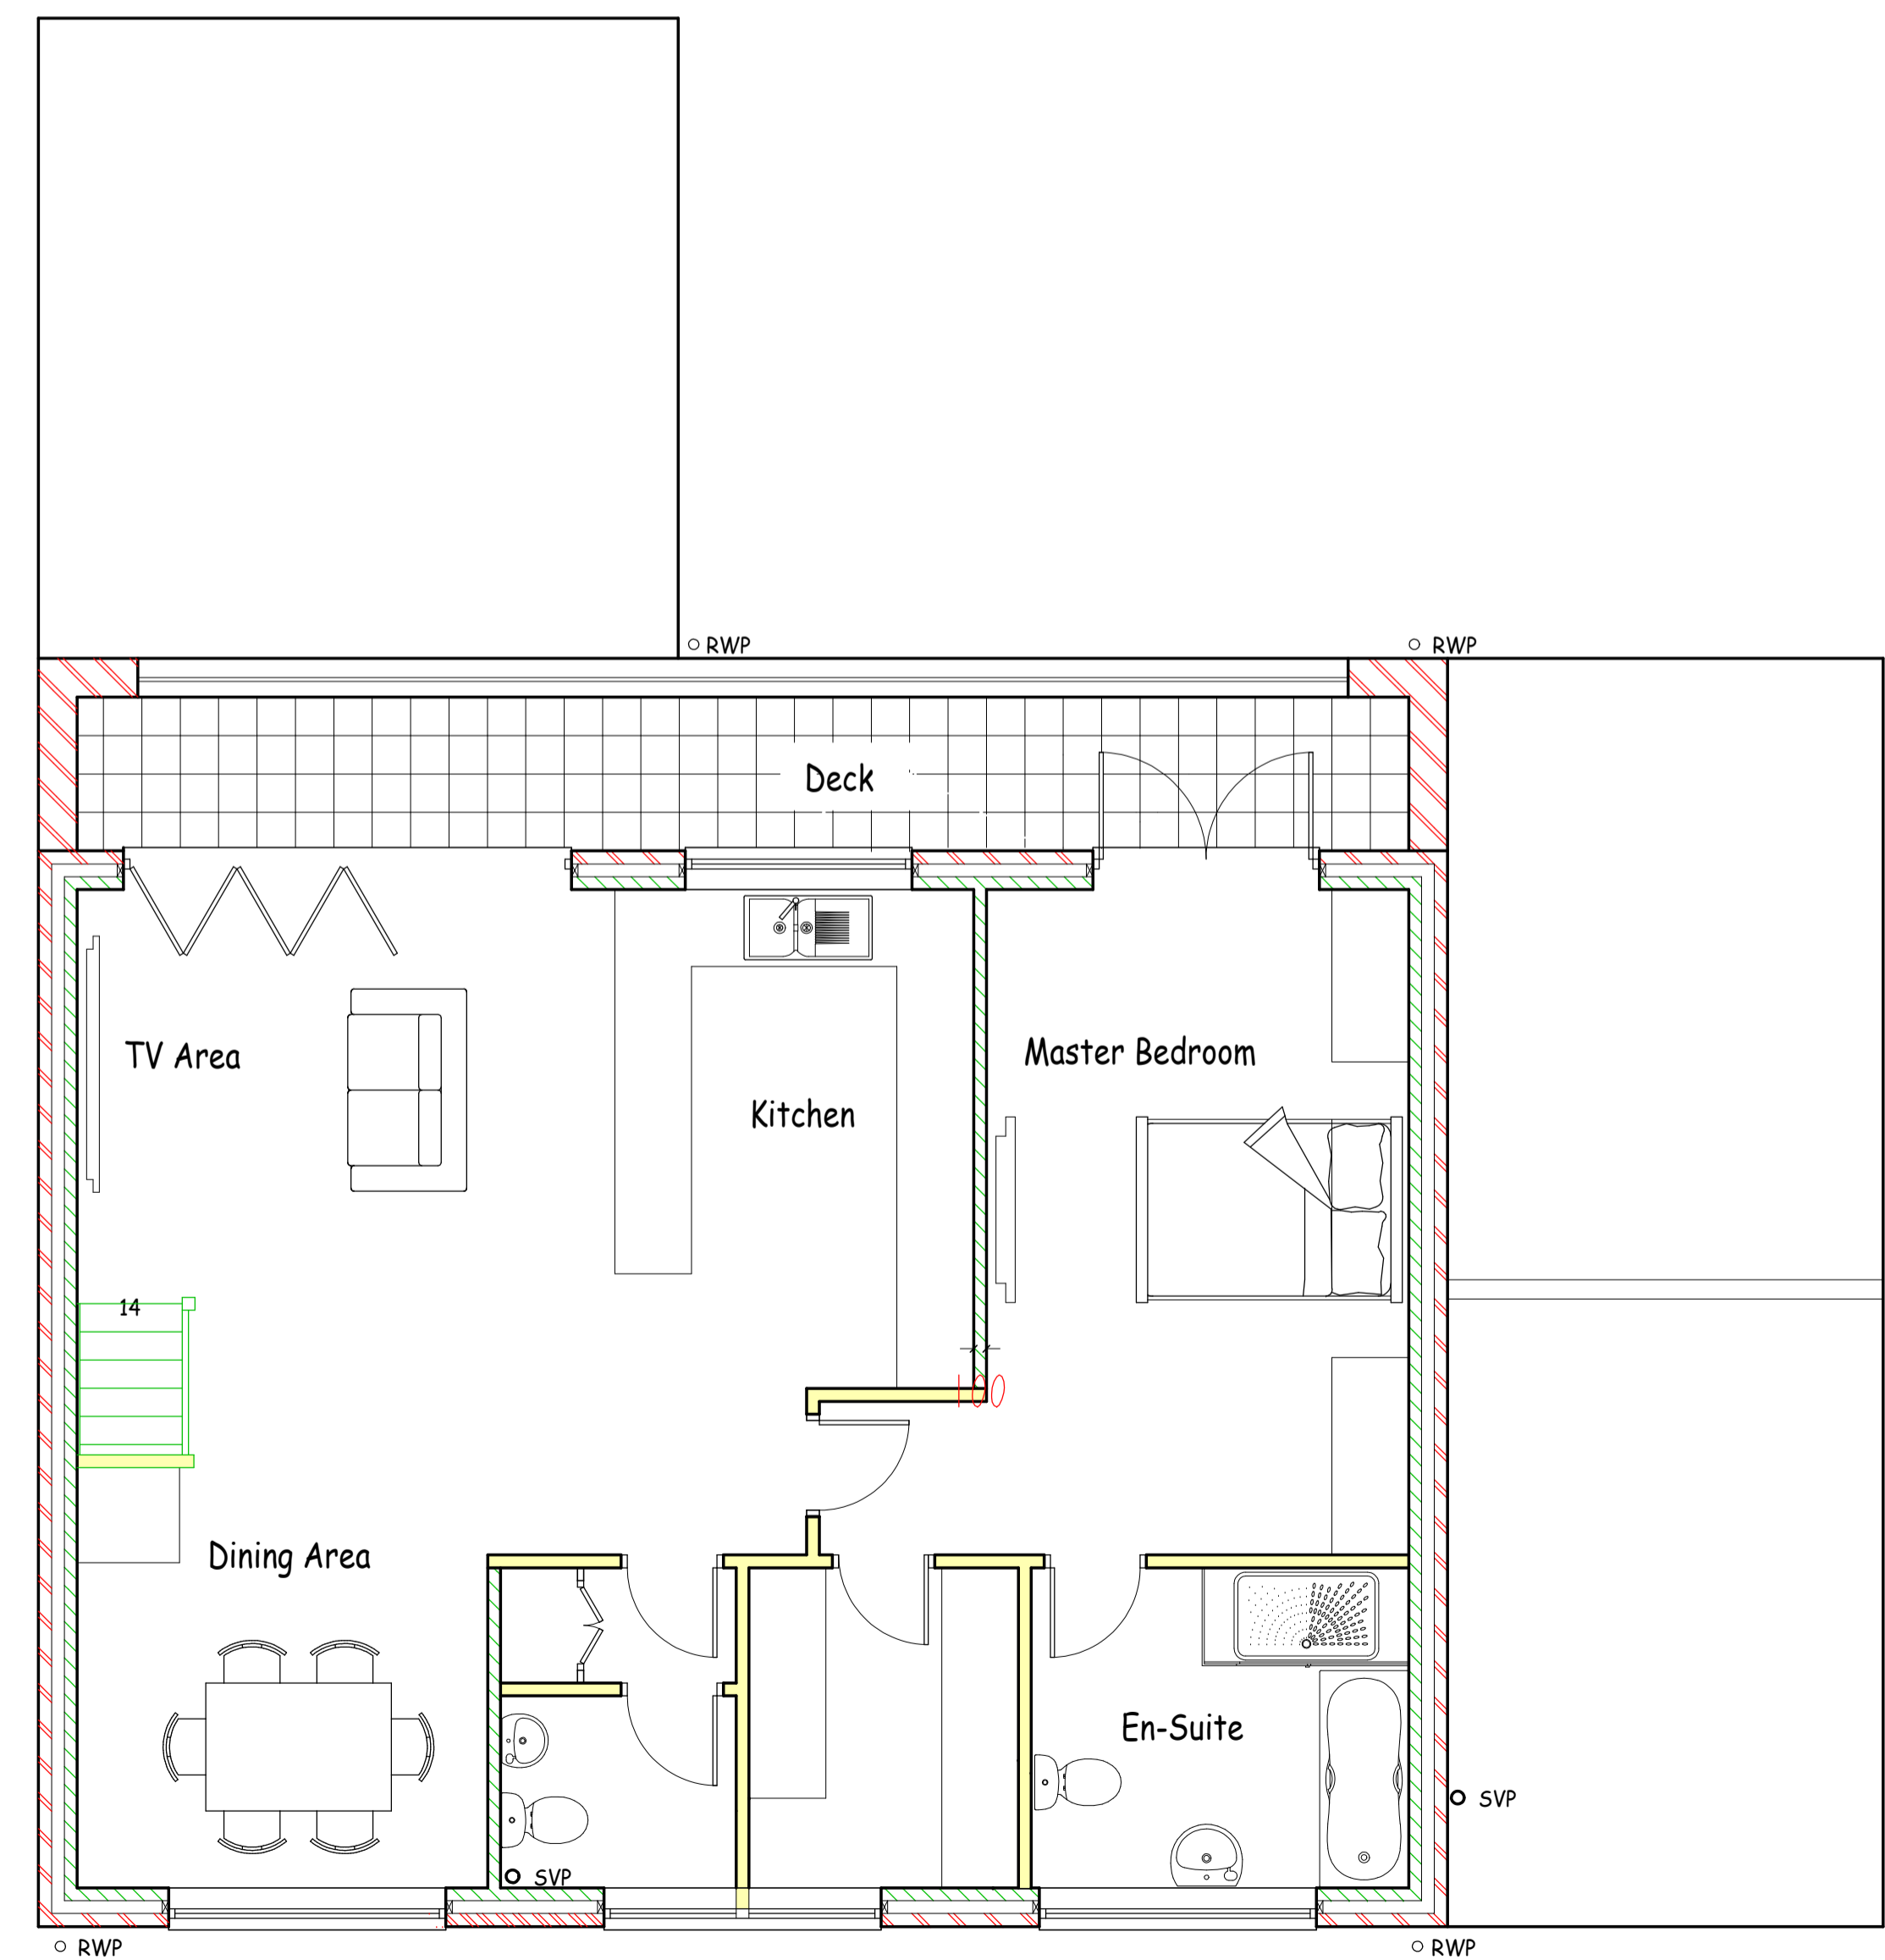 RWP
RWP
Deck
TV Area
Master Bedroom
Kitchen
14
100
Dining Area
En-Suite
SVP
SVP
RWP
RWP